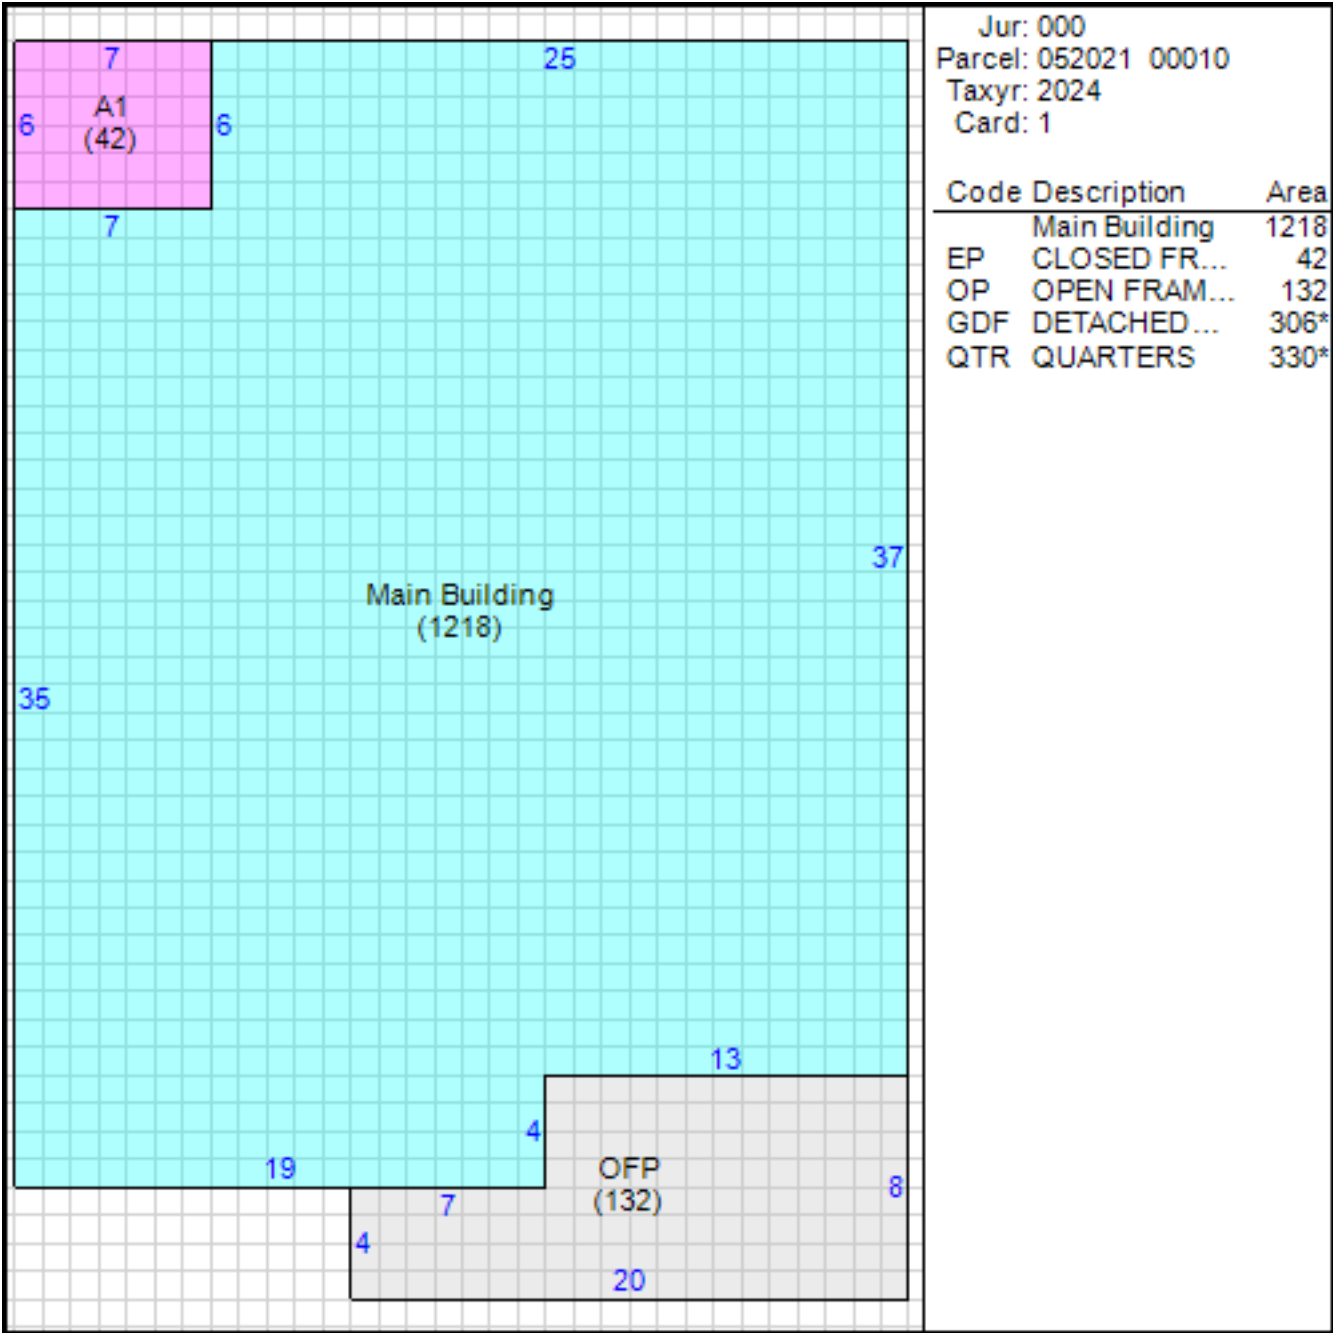 7
25
A1
(42)
6
6
7
Main Building
(1218)
37
35
13
4
19
OFP
(132)
7
8
4
20
Jur: 000
Parcel: 052021 00010
Taxyr: 2024
Card: 1
Code Description Area
Main Building 1218
EP CLOSED FR... 42
OP OPEN FRAM... 132
GDF DETACHED... 306*
QTR QUARTERS 330*